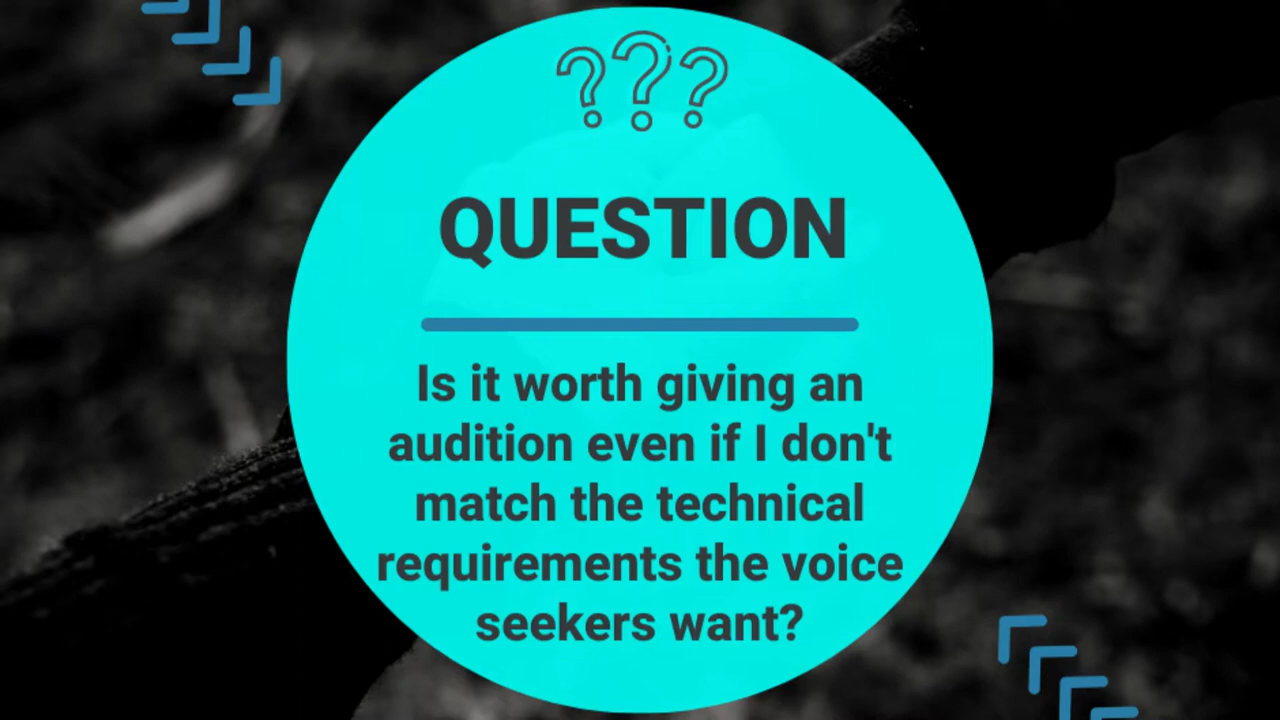 ???
QUESTION
Is it worth giving an
audition even if I don't
match the technical
requirements the voice
seekers want?